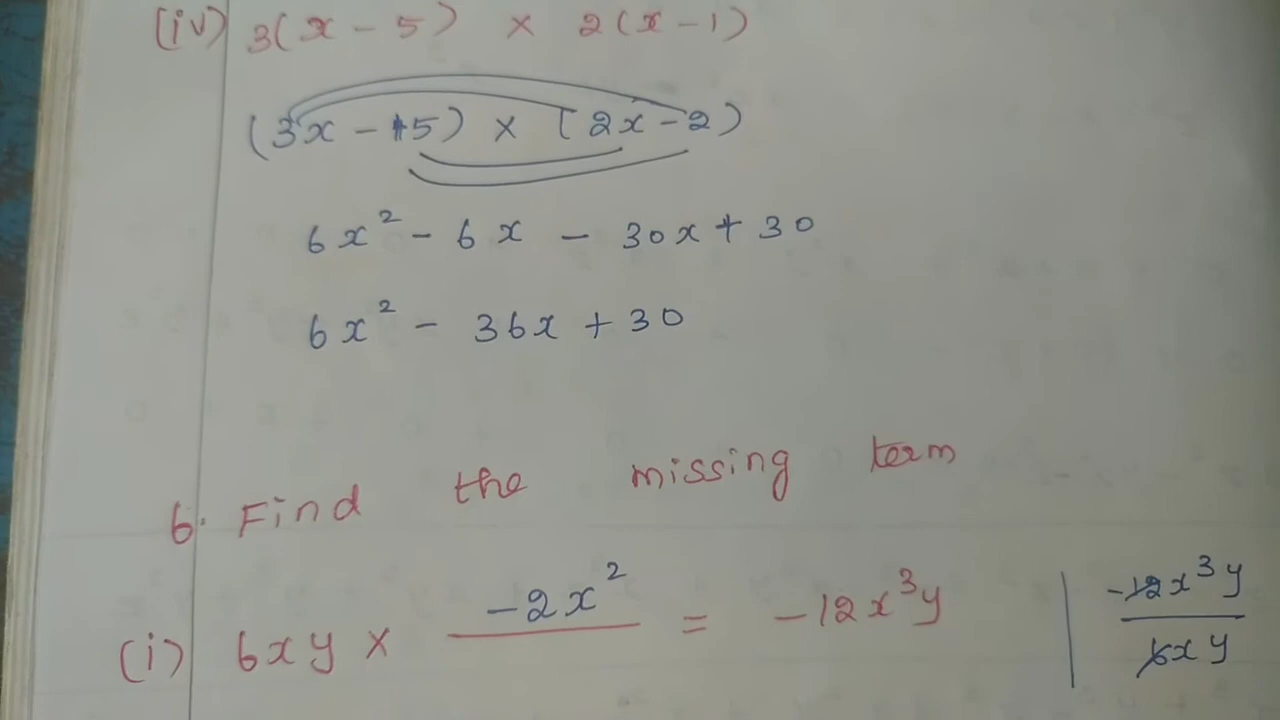 (iv) 3(x - 5) × 2(x - 1)
(3x - 15) × (2x - 2)
6x² - 6x - 30x + 30
6x² - 36x + 30
6. Find the missing term
(i) 6xy × -2x² = -12x³y | -12x³y / 6xy